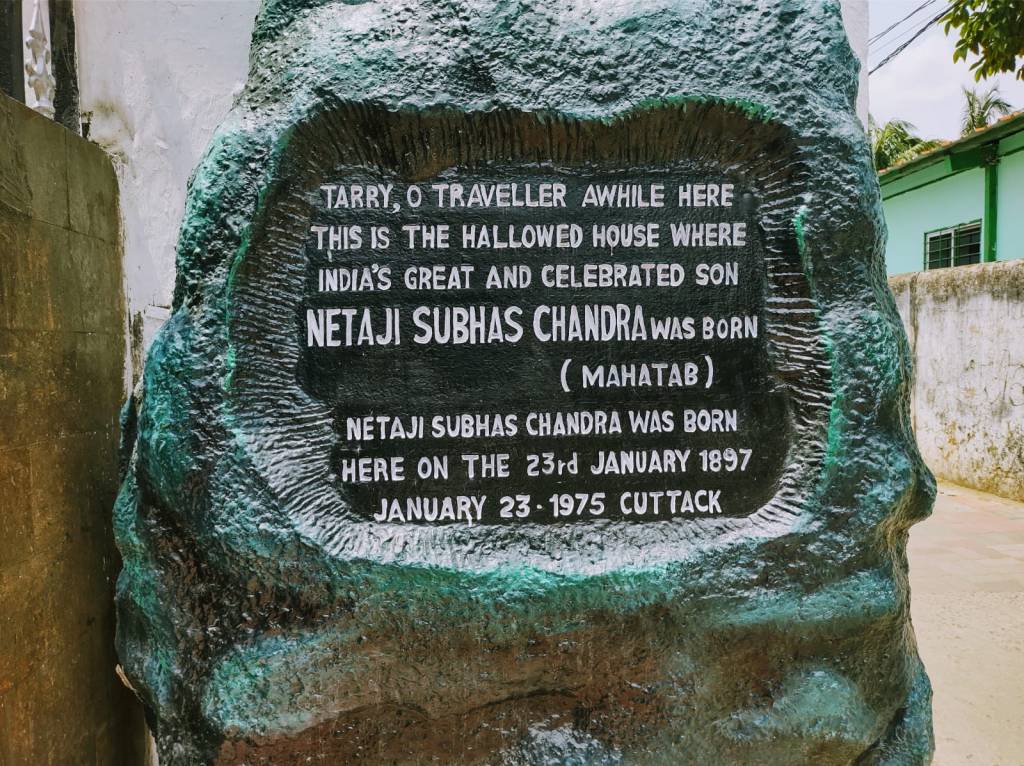 TARRY, O TRAVELLER AWHILE HERE
THIS IS THE HALLOWED HOUSE WHERE
INDIA'S GREAT AND CELEBRATED SON
NETAJI SUBHAS CHANDRA WAS BORN
(MAHATAB)
NETAJI SUBHAS CHANDRA WAS BORN
HERE ON THE 23rd JANUARY 1897
JANUARY 23 - 1975 CUTTACK